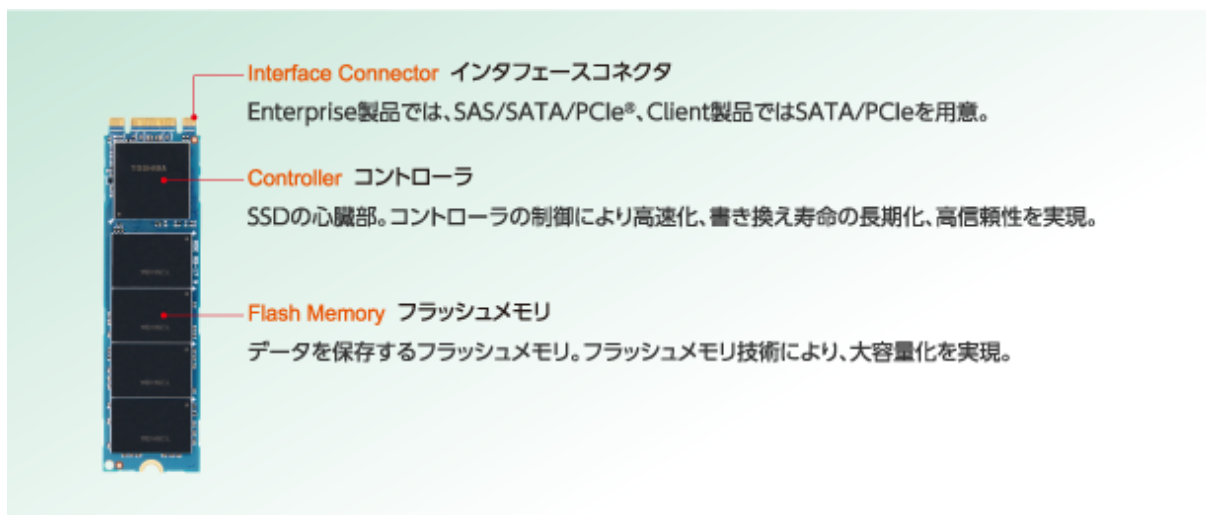 Interface Connector インタフェースコネクタ
Enterprise製品では、SAS/SATA/PCIe®、Client製品ではSATA/PCIeを用意。
TOSHIBA
Controller コントローラ
SSDの心臓部。コントローラの制御により高速化、書き換え寿命の長期化、高信頼性を実現。
Flash Memory フラッシュメモリ
データを保存するフラッシュメモリ。フラッシュメモリ技術により、大容量化を実現。